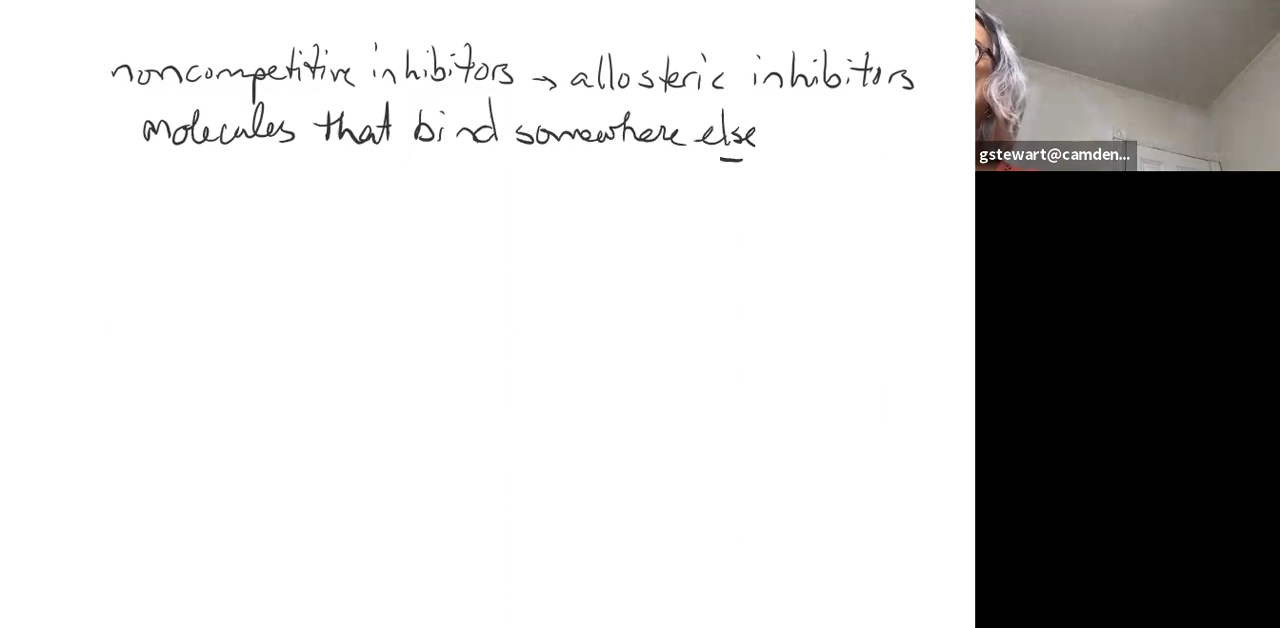 noncompetitive inhibitors → allosteric inhibitors
molecules that bind somewhere else
gstewart@camden...